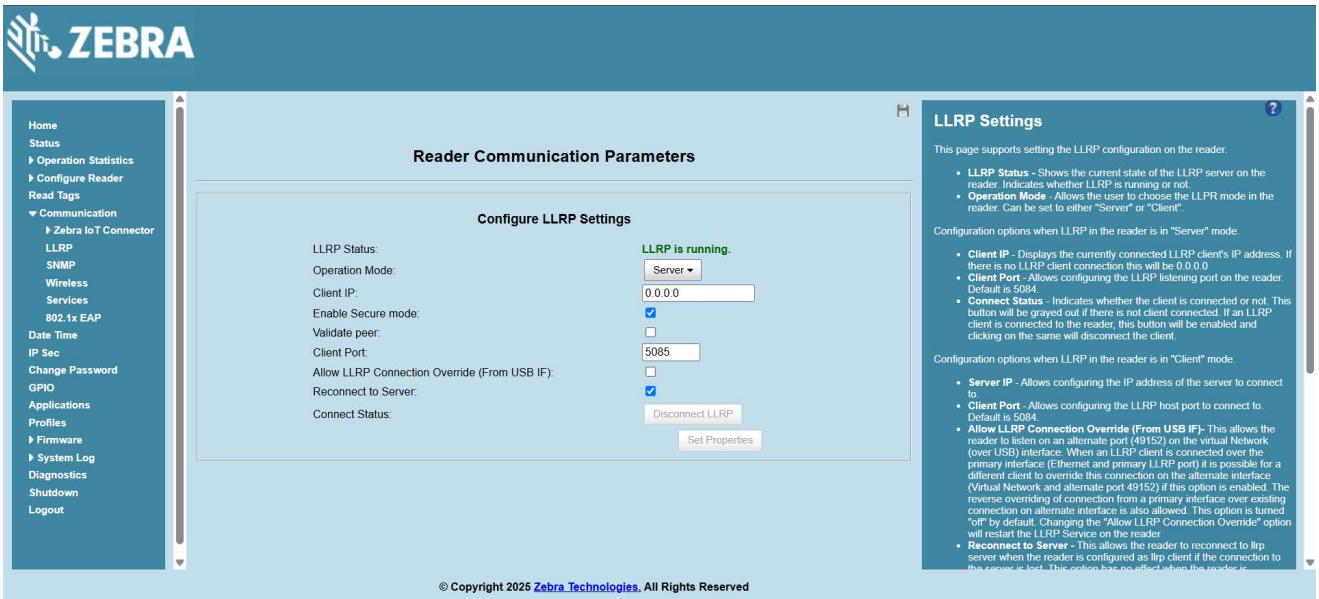 ZEBRA
Home
Status
Operation Statistics
Configure Reader
Read Tags
Communication
Zebra IoT Connector
LLRP
SNMP
Wireless
Services
802.1x EAP
Date Time
IP Sec
Change Password
GPIO
Applications
Profiles
Firmware
System Log
Diagnostics
Shutdown
Logout
Reader Communication Parameters
Configure LLRP Settings
LLRP Status: LLRP is running.
Operation Mode: Server
Client IP: 0.0.0.0
Enable Secure mode:
Validate peer:
Client Port: 5085
Allow LLRP Connection Override (From USB IF):
Reconnect to Server:
Connect Status: Disconnect LLRP
Set Properties
?
LLRP Settings
This page supports setting the LLRP configuration on the reader.
• LLRP Status - Shows the current state of the LLRP server on the
reader. Indicates whether LLRP is running or not.
• Operation Mode - Allows the user to choose the LLPR mode in the
reader. Can be set to either "Server" or "Client".
Configuration options when LLRP in the reader is in "Server" mode.
• Client IP - Displays the currently connected LLRP client's IP address. If
there is no LLRP client connection this will be 0.0.0.0
• Client Port - Allows configuring the LLRP listening port on the reader.
Default is 5084.
• Connect Status - Indicates whether the client is connected or not. This
button will be grayed out if there is not client connected. If an LLRP
client is connected to the reader, this button will be enabled and
clicking on the same will disconnect the client.
Configuration options when LLRP in the reader is in "Client" mode.
• Server IP - Allows configuring the IP address of the server to connect
to.
• Client Port - Allows configuring the LLRP host port to connect to.
Default is 5084.
• Allow LLRP Connection Override (From USB IF)- This allows the
reader to listen on an alternate port (49152) on the virtual Network
(over USB) interface. When an LLRP client is connected over the
primary interface (Ethernet and primary LLRP port) it is possible for a
different client to override this connection on the alternate interface
(Virtual Network and alternate port 49152) if this option is enabled. The
reverse overriding of connection from a primary interface over existing
connection on alternate interface is also allowed. This option is turned
"off" by default. Changing the "Allow LLRP Connection Override" option
will restart the LLRP Service on the reader
• Reconnect to Server - This allows the reader to reconnect to llrp
server when the reader is configured as llrp client if the connection to
the server is lost. This option has no effect when the reader is
© Copyright 2025 Zebra Technologies. All Rights Reserved